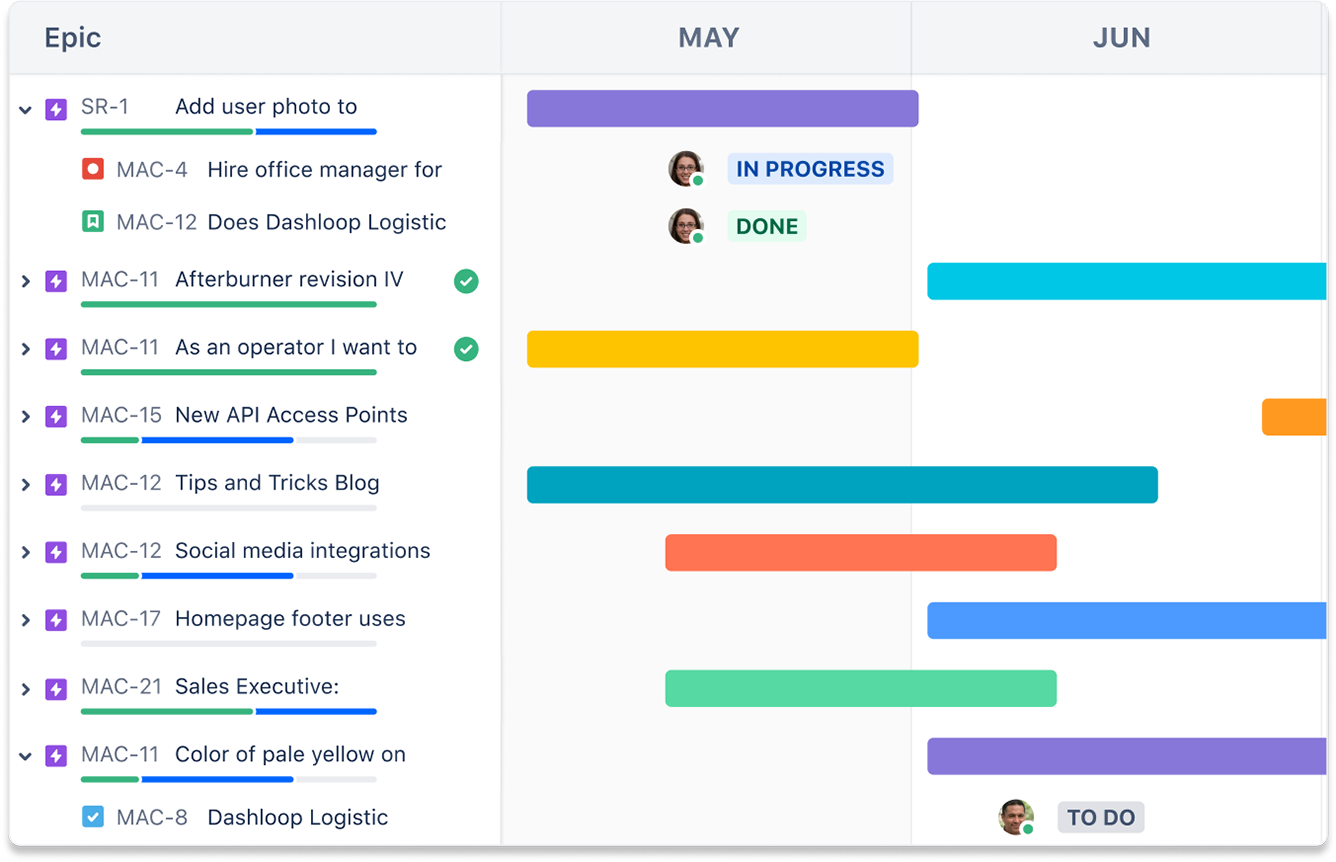 Epic MAY JUN
SR-1 Add user photo to
MAC-4 Hire office manager for IN PROGRESS
MAC-12 Does Dashloop Logistic DONE
MAC-11 Afterburner revision IV
MAC-11 As an operator I want to
MAC-15 New API Access Points
MAC-12 Tips and Tricks Blog
MAC-12 Social media integrations
MAC-17 Homepage footer uses
MAC-21 Sales Executive:
MAC-11 Color of pale yellow on
MAC-8 Dashloop Logistic TO DO